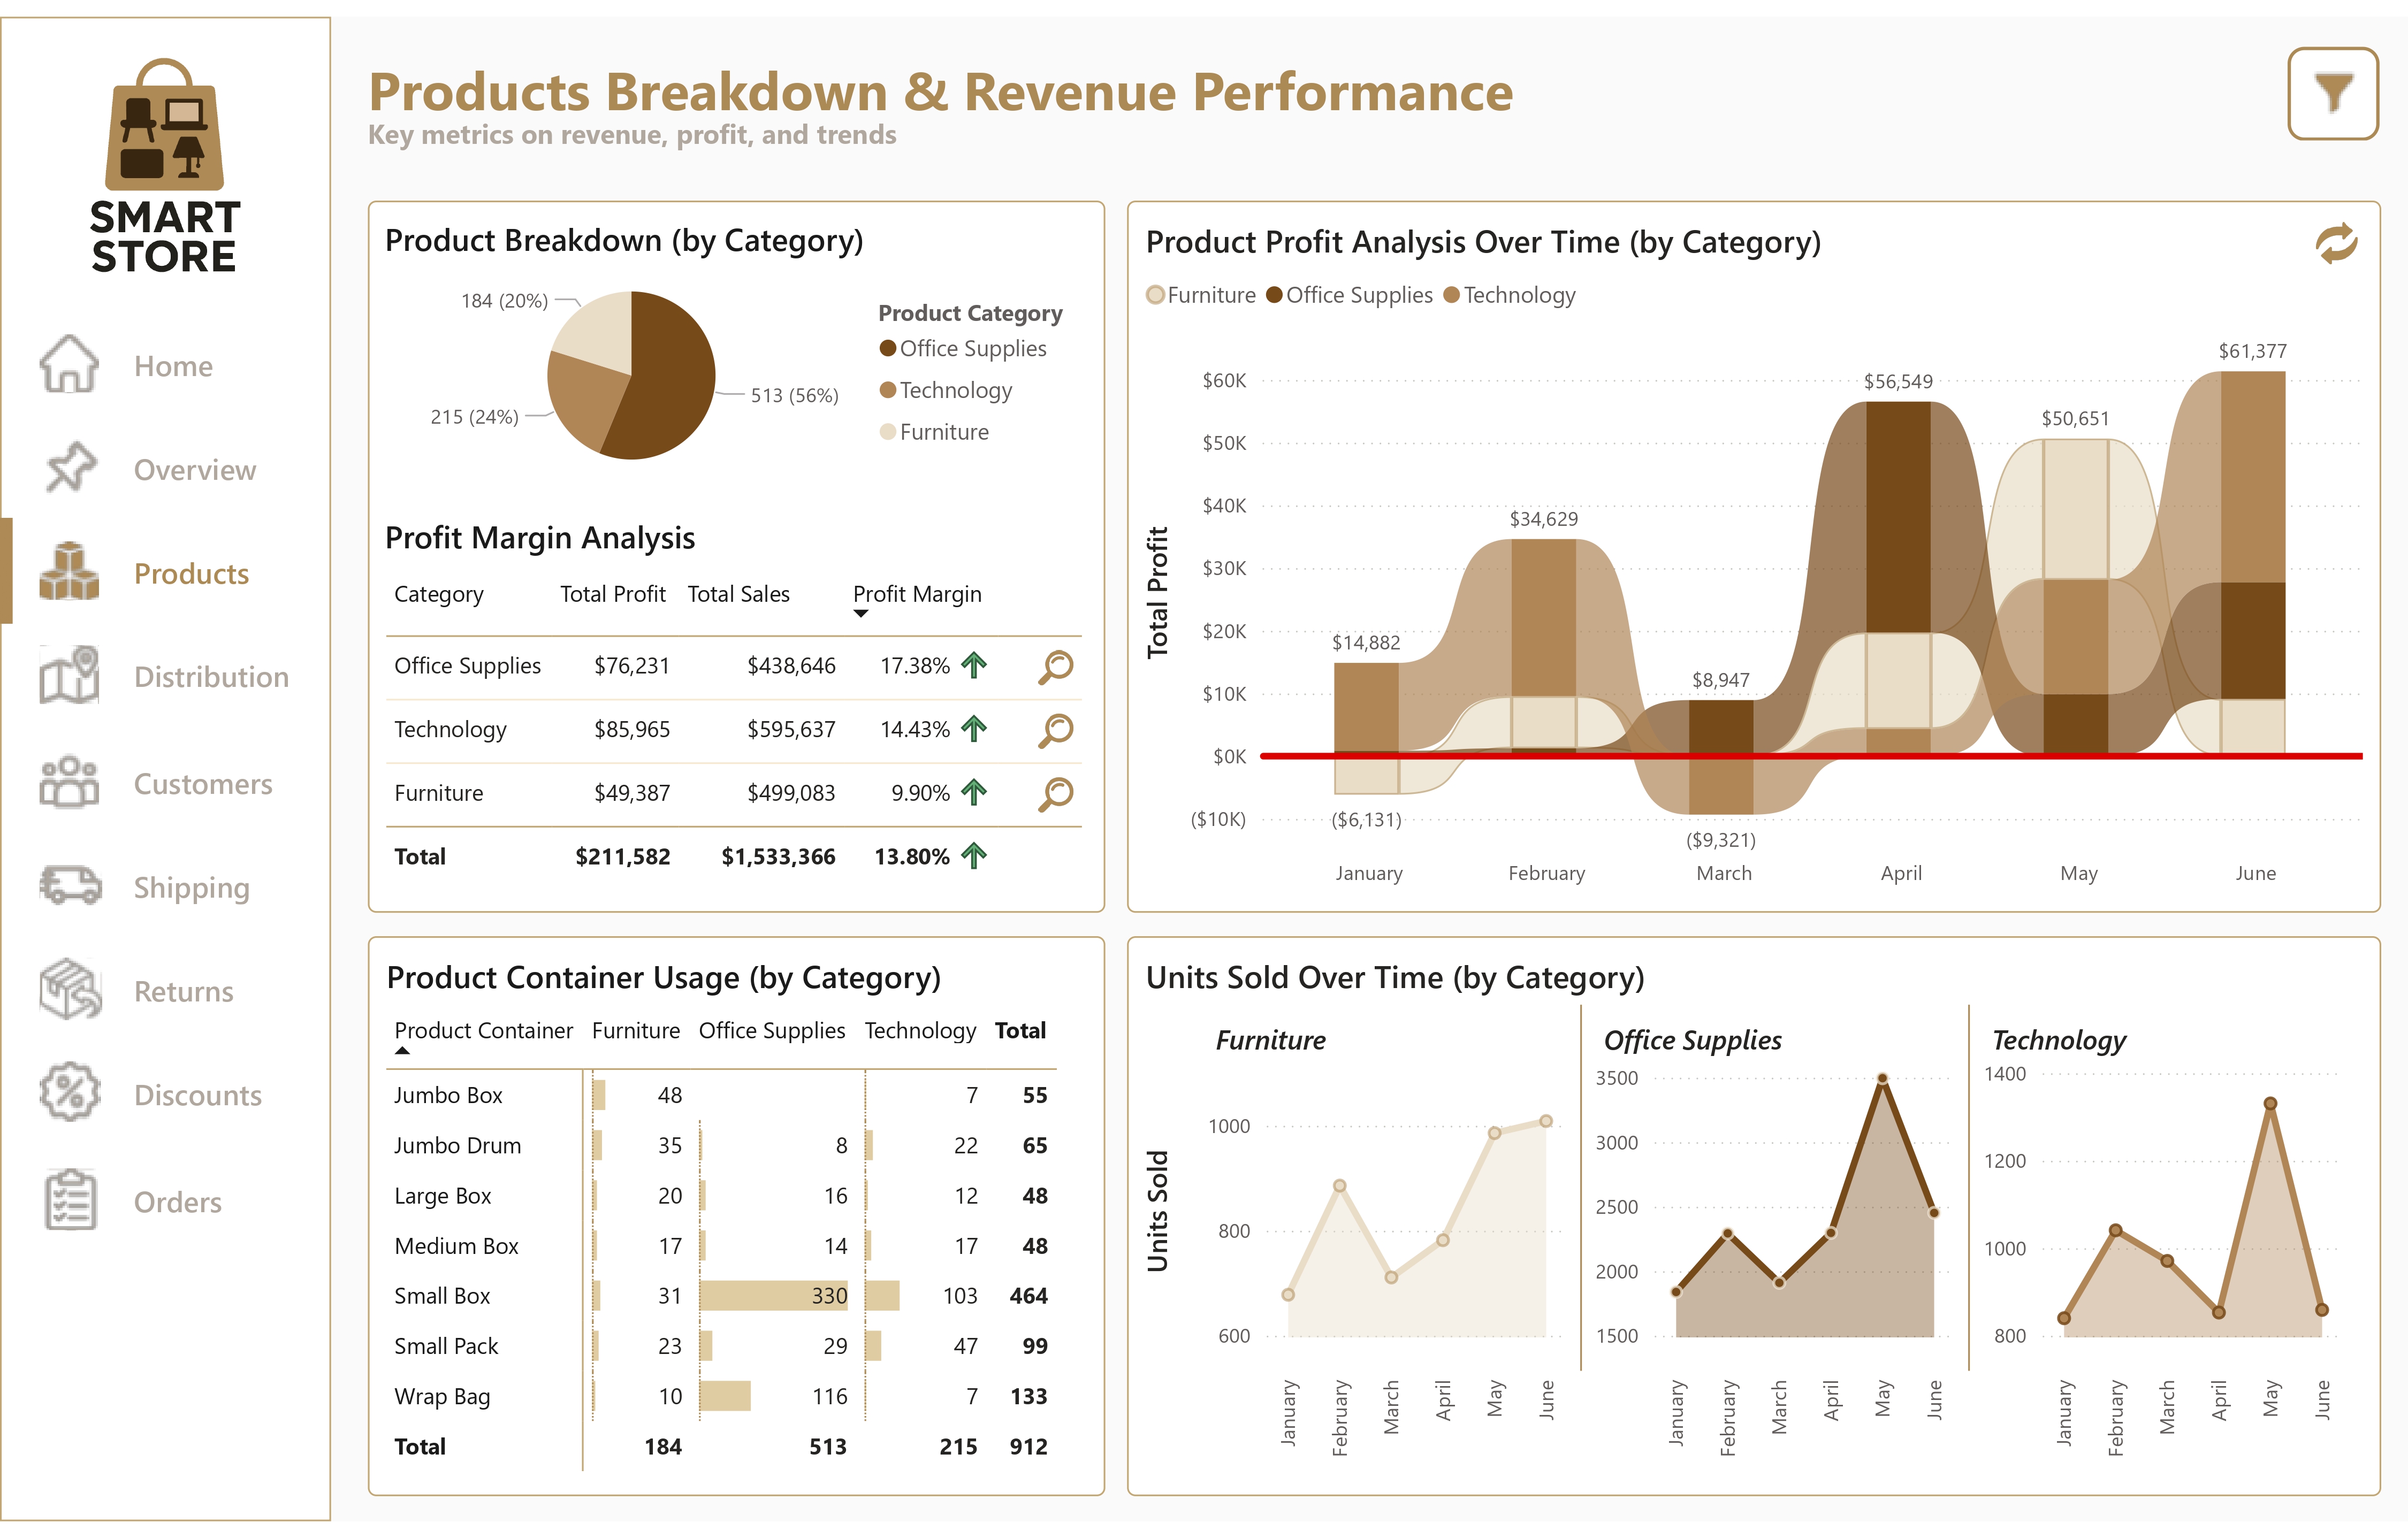 SMART
STORE
Home
Overview
Products
Distribution
Customers
Shipping
Returns
Discounts
Orders
Products Breakdown & Revenue Performance
Key metrics on revenue, profit, and trends
Product Breakdown (by Category)
184 (20%)
215 (24%)
513 (56%)
Product Category
Office Supplies
Technology
Furniture
Profit Margin Analysis
Category Total Profit Total Sales Profit Margin
Office Supplies $76,231 $438,646 17.38%
Technology $85,965 $595,637 14.43%
Furniture $49,387 $499,083 9.90%
Total $211,582 $1,533,366 13.80%
Product Profit Analysis Over Time (by Category)
Furniture Office Supplies Technology
Total Profit
$60K
$50K
$40K
$30K
$20K
$10K
$0K
($10K)
$14,882
($6,131)
$34,629
$8,947
($9,321)
$56,549
$50,651
$61,377
January February March April May June
Product Container Usage (by Category)
Product Container Furniture Office Supplies Technology Total
Jumbo Box 48 7 55
Jumbo Drum 35 8 22 65
Large Box 20 16 12 48
Medium Box 17 14 17 48
Small Box 31 330 103 464
Small Pack 23 29 47 99
Wrap Bag 10 116 7 133
Total 184 513 215 912
Units Sold Over Time (by Category)
Units Sold
Furniture
1000
800
600
January February March April May June
Office Supplies
3500
3000
2500
2000
1500
January February March April May June
Technology
1400
1200
1000
800
January February March April May June